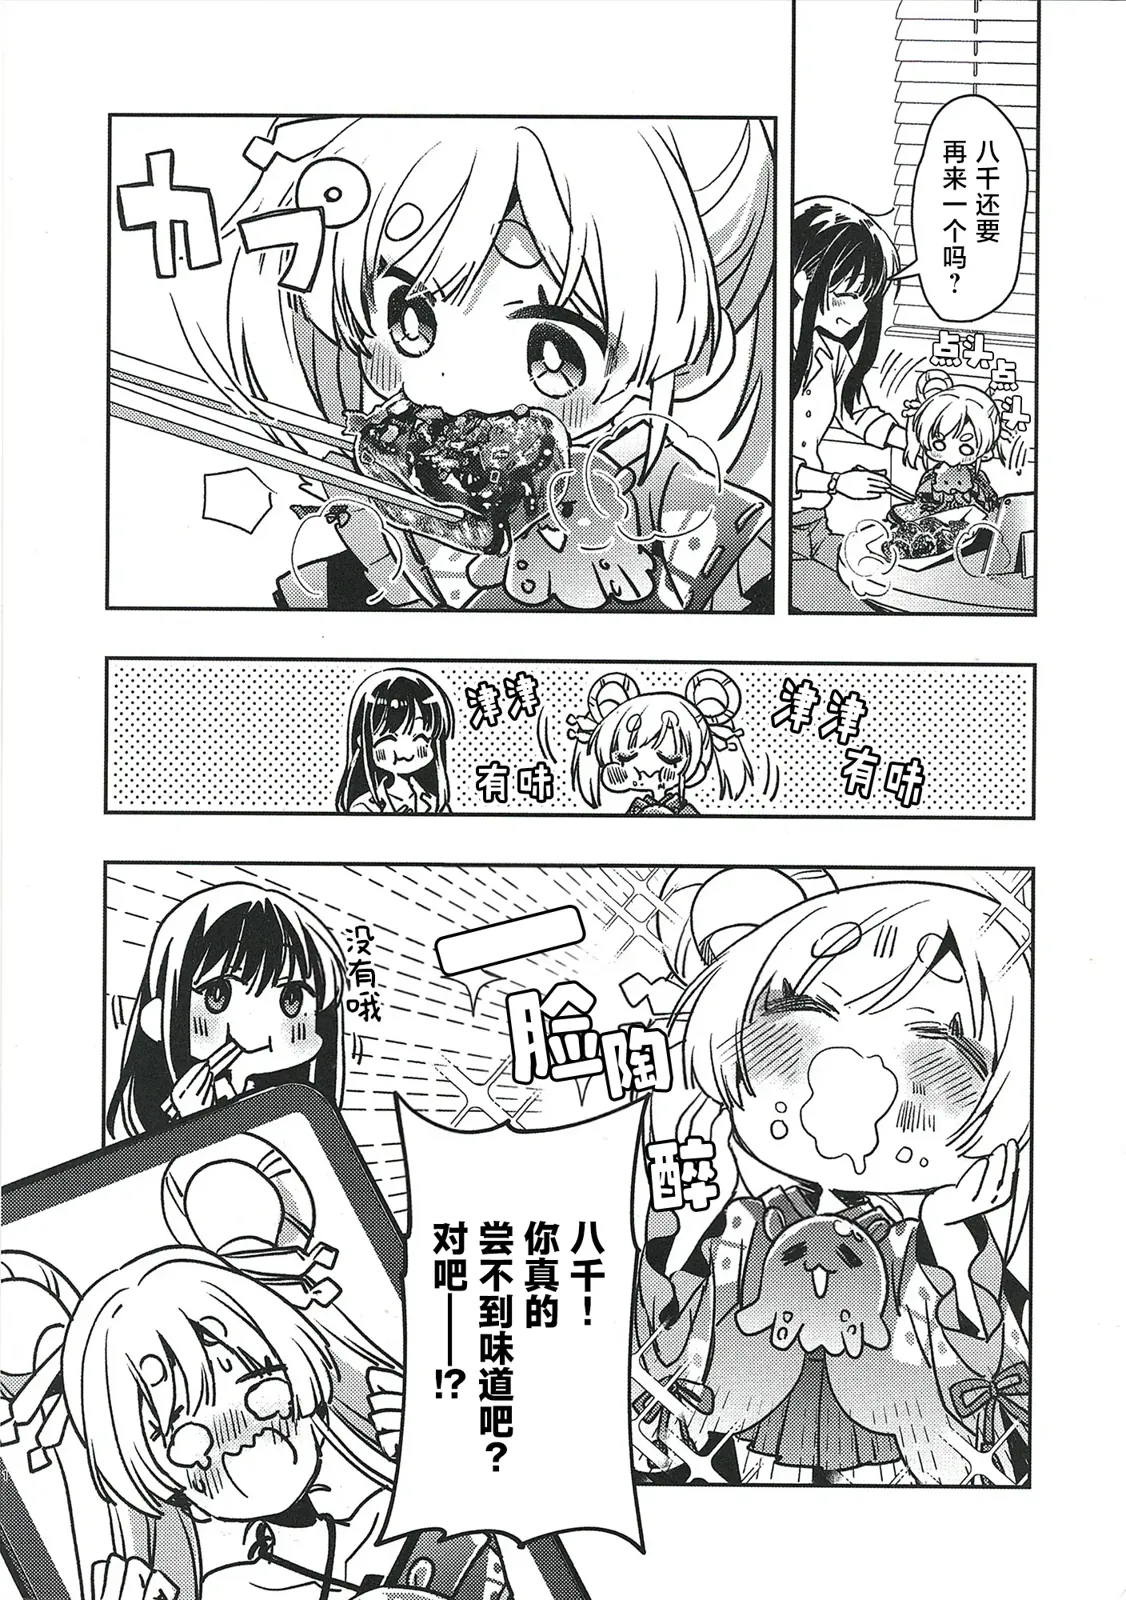 八千还要
再来一个吗？
点头点头
カプ
津津
有味
津津
有味
一脸陶醉
没有哦
八千！
你真的
尝不到味道吧？
对吧——!?